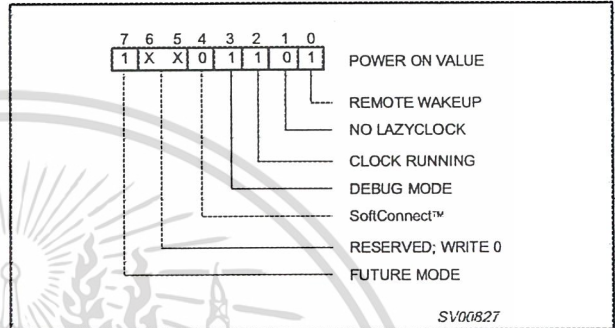 7 6 5 4 3 2 1 0
1 X X 0 1 1 0 1 POWER ON VALUE
REMOTE WAKEUP
NO LAZYCLOCK
CLOCK RUNNING
DEBUG MODE
SoftConnect™
RESERVED; WRITE 0
FUTURE MODE
SV00827